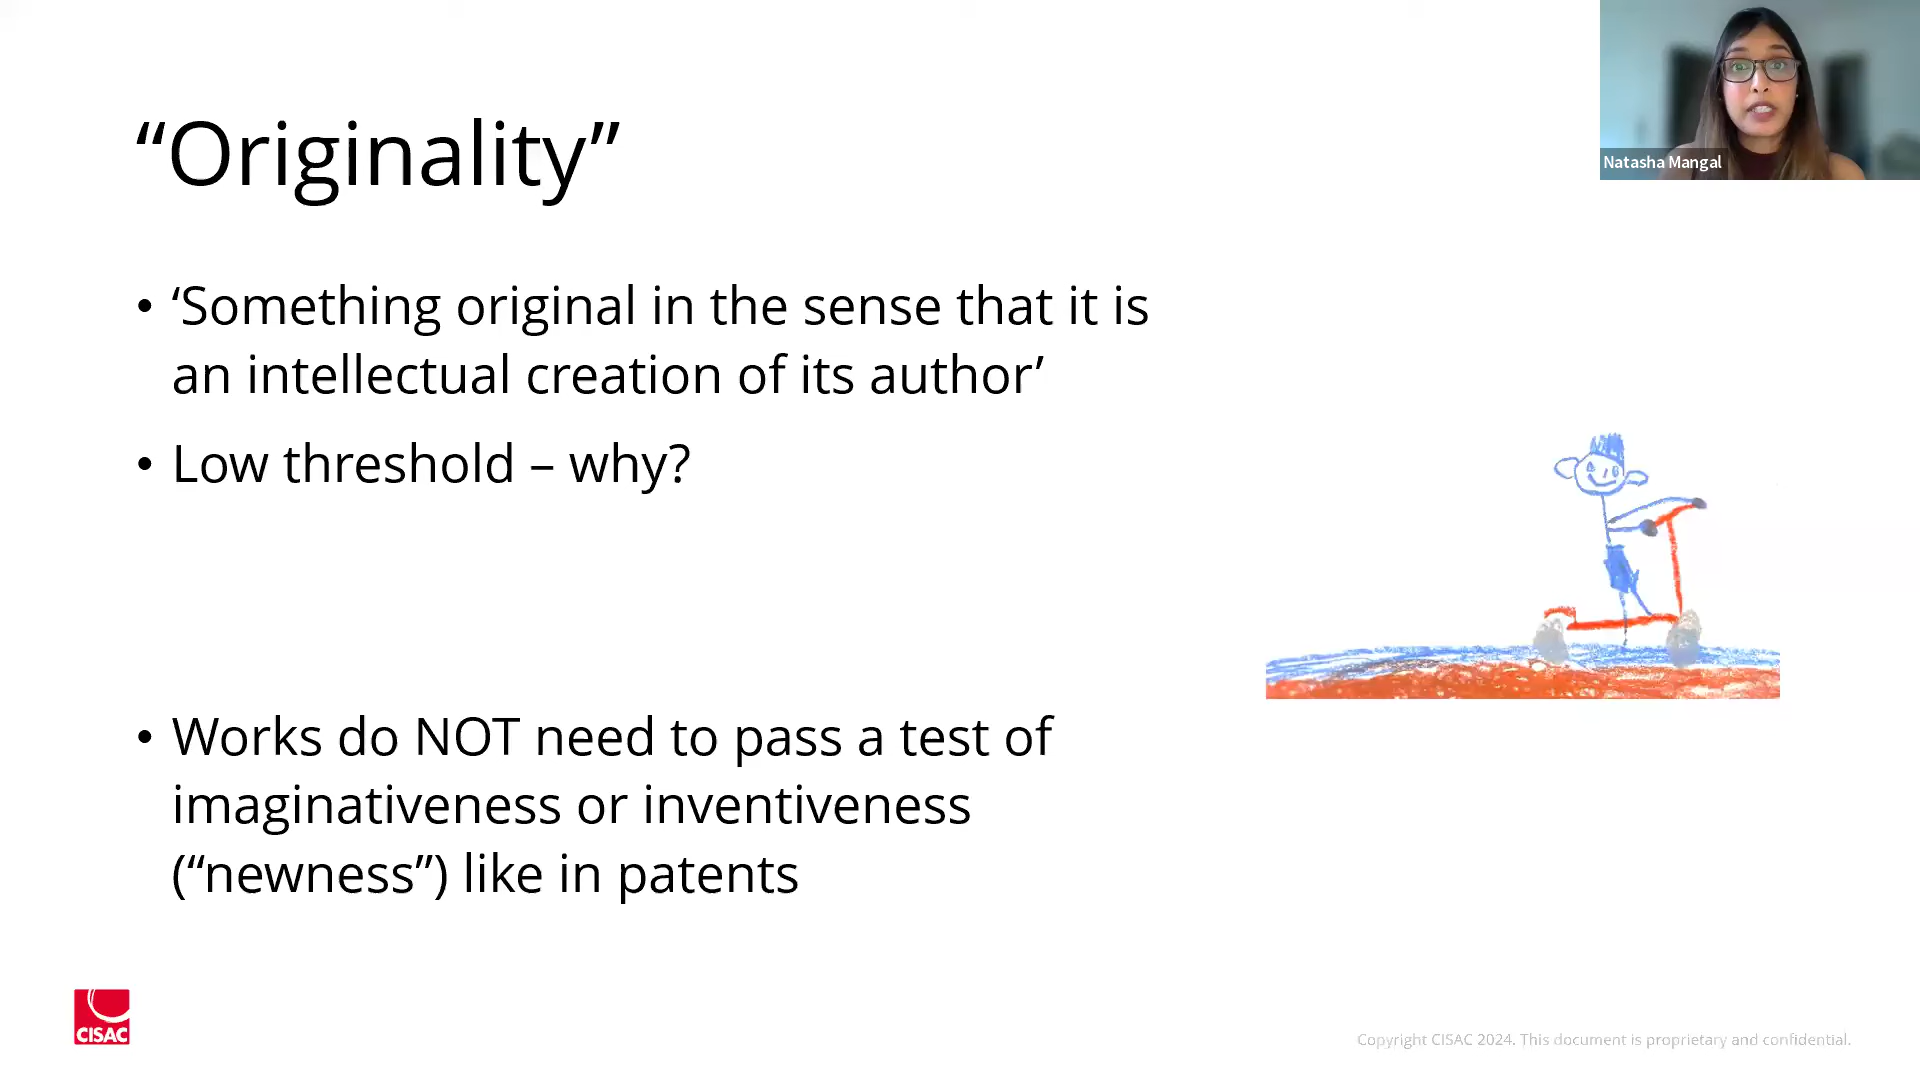 “Originality”
• ‘Something original in the sense that it is
an intellectual creation of its author’
• Low threshold – why?
• Works do NOT need to pass a test of
imaginativeness or inventiveness
(“newness”) like in patents
Natasha Mangal
CISAC
Copyright CISAC 2024. This document is proprietary and confidential.